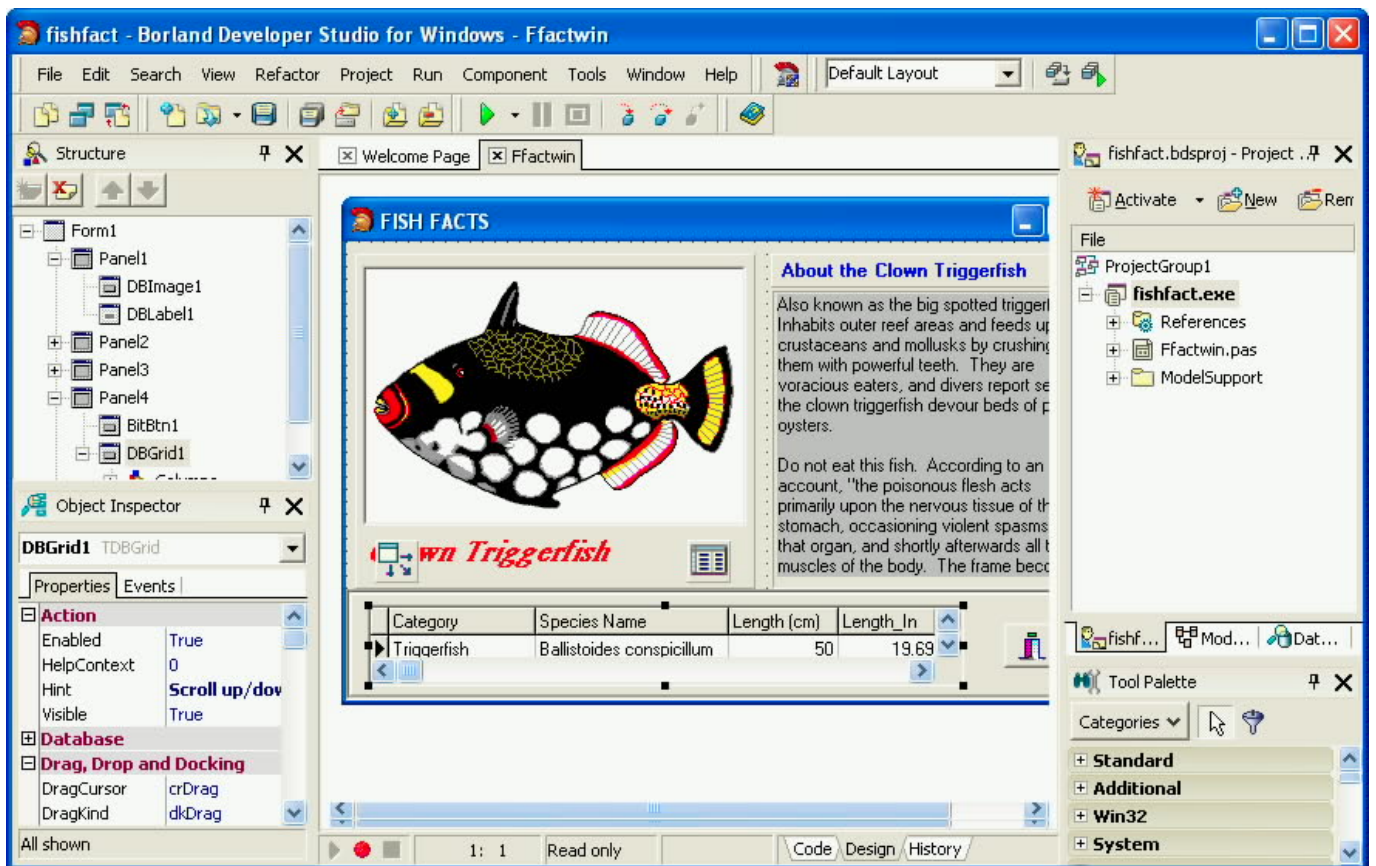 fishfact - Borland Developer Studio for Windows - Ffactwin
File Edit Search View Refactor Project Run Component Tools Window Help
Default Layout
Structure
Form1
Panel1
DBImage1
DBLabel1
Panel2
Panel3
Panel4
BitBtn1
DBGrid1
Object Inspector
DBGrid1 TDBGrid
Properties Events
Action
Enabled True
HelpContext 0
Hint Scroll up/dov
Visible True
Database
Drag, Drop and Docking
DragCursor crDrag
DragKind dkDrag
All shown
Welcome Page Ffactwin
FISH FACTS
wn Triggerfish
About the Clown Triggerfish
Also known as the big spotted triggerf
Inhabits outer reef areas and feeds up
crustaceans and mollusks by crushing
them with powerful teeth. They are
voracious eaters, and divers report se
the clown triggerfish devour beds of p
oysters.
Do not eat this fish. According to an
account, "the poisonous flesh acts
primarily upon the nervous tissue of th
stomach, occasioning violent spasms
that organ, and shortly afterwards all t
muscles of the body. The frame beco
Category Species Name Length (cm) Length_In
Triggerfish Ballistoides conspicillum 50 19.69
1: 1 Read only Code Design History
fishfact.bdsproj - Project ..
Activate New Rem
File
ProjectGroup1
fishfact.exe
References
Ffactwin.pas
ModelSupport
fishf... Mod... Dat...
Tool Palette
Categories
Standard
Additional
Win32
System